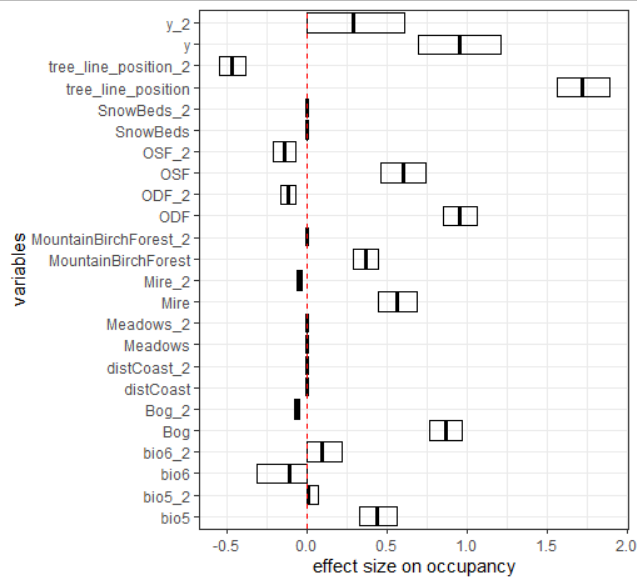 y_2
y
tree_line_position_2
tree_line_position
SnowBeds_2
SnowBeds
OSF_2
OSF
ODF_2
ODF
MountainBirchForest_2
MountainBirchForest
Mire_2
Mire
Meadows_2
Meadows
distCoast_2
distCoast
Bog_2
Bog
bio6_2
bio6
bio5_2
bio5
variables
-0.5 0.0 0.5 1.0 1.5 2.0
effect size on occupancy